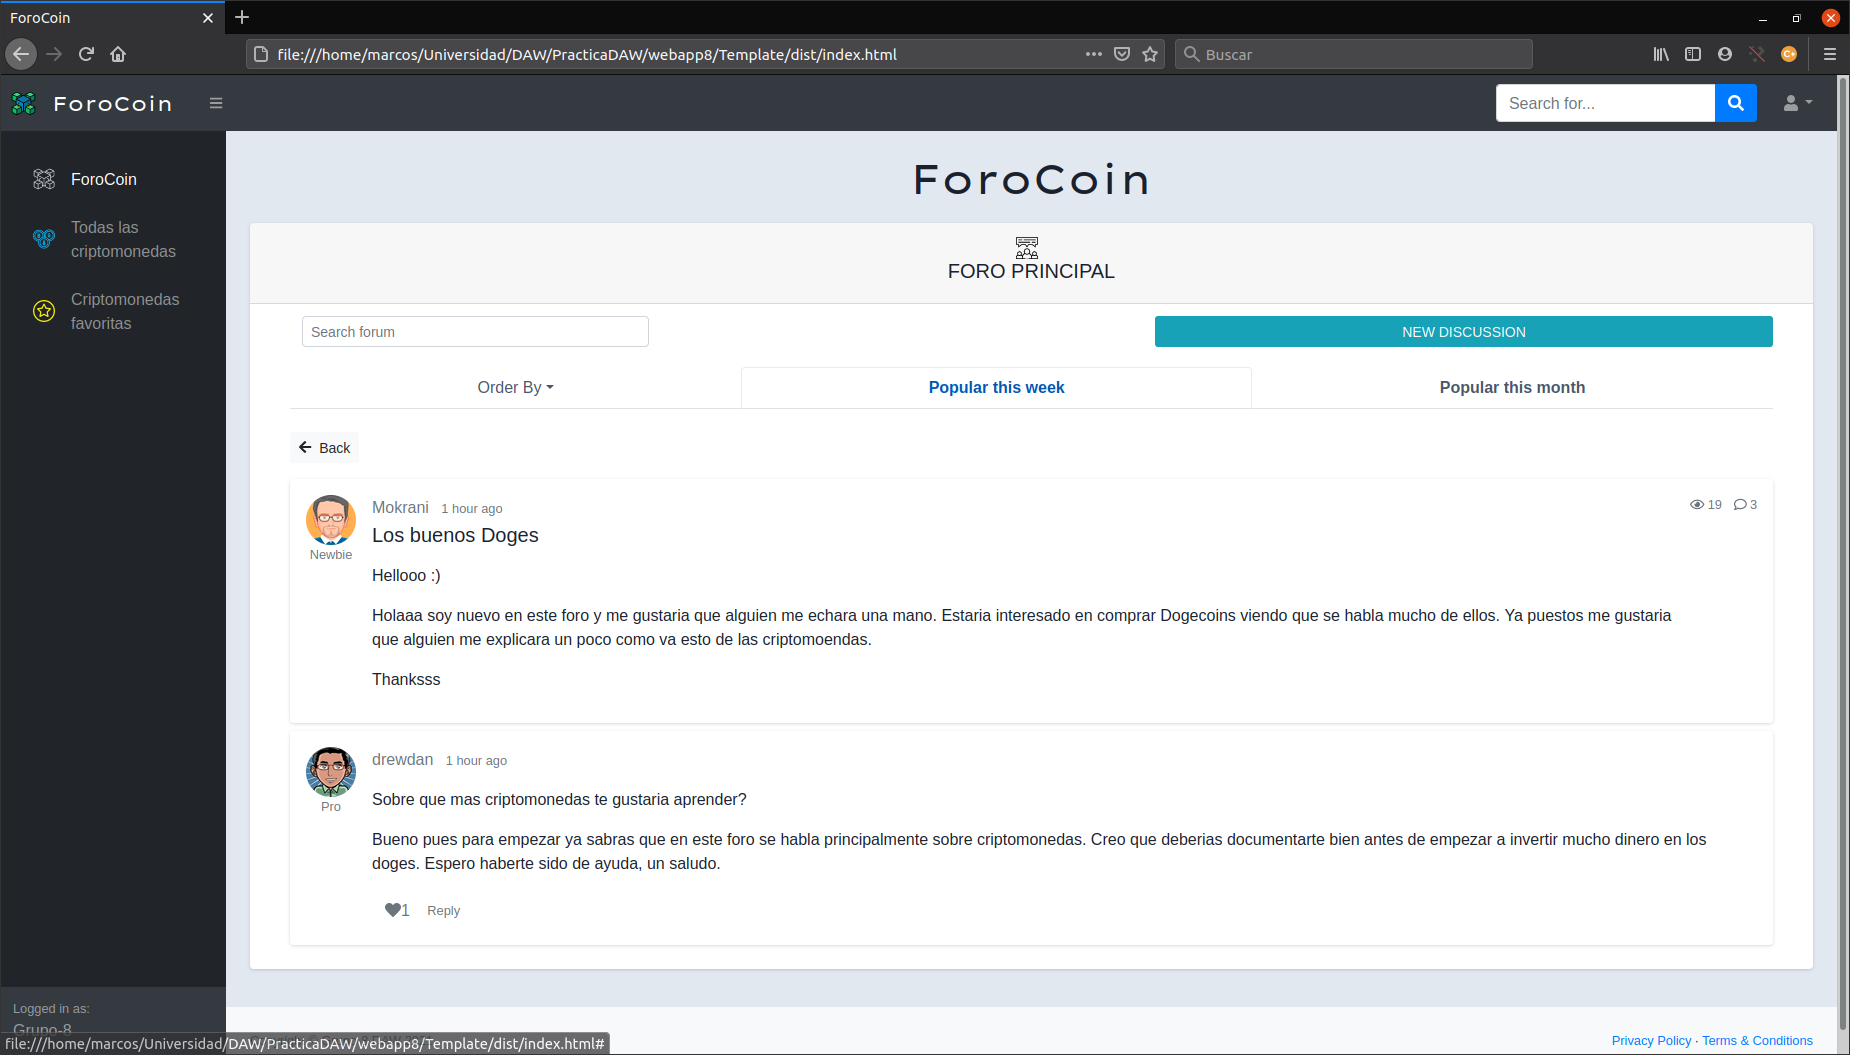 ForoCoin
file:///home/marcos/Universidad/DAW/PracticaDAW/webapp8/Template/dist/index.html
Buscar
ForoCoin
Search for...
ForoCoin
Todas las
criptomonedas
Criptomonedas
favoritas
ForoCoin
FORO PRINCIPAL
Search forum
NEW DISCUSSION
Order By
Popular this week
Popular this month
Back
Mokrani 1 hour ago
19 3
Newbie
Los buenos Doges
Hellooo :)
Holaaa soy nuevo en este foro y me gustaria que alguien me echara una mano. Estaria interesado en comprar Dogecoins viendo que se habla mucho de ellos. Ya puestos me gustaria
que alguien me explicara un poco como va esto de las criptomoendas.
Thanksss
drewdan 1 hour ago
Pro
Sobre que mas criptomonedas te gustaria aprender?
Bueno pues para empezar ya sabras que en este foro se habla principalmente sobre criptomonedas. Creo que deberias documentarte bien antes de empezar a invertir mucho dinero en los
doges. Espero haberte sido de ayuda, un saludo.
1 Reply
Logged in as:
Grupo-8
file:///home/marcos/Universidad/DAW/PracticaDAW/webapp8/Template/dist/index.html#
Privacy Policy · Terms & Conditions